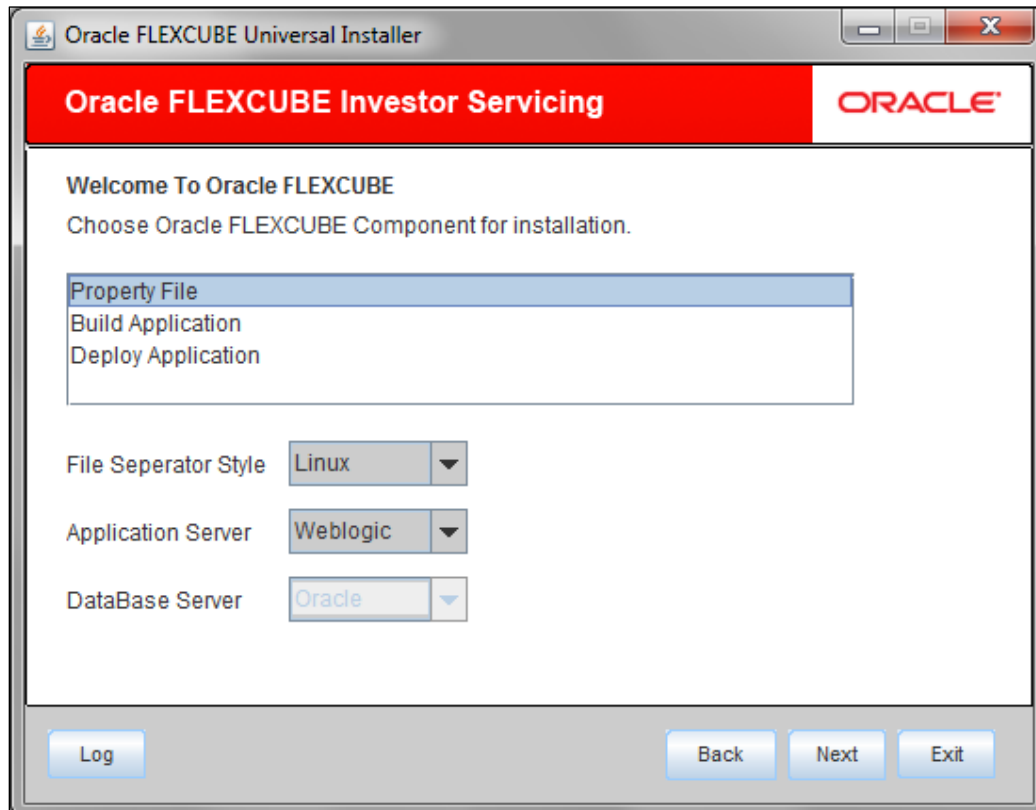 Oracle FLEXCUBE Universal Installer
Oracle FLEXCUBE Investor Servicing
ORACLE
Welcome To Oracle FLEXCUBE
Choose Oracle FLEXCUBE Component for installation.
Property File
Build Application
Deploy Application
File Seperator Style Linux
Application Server Weblogic
DataBase Server Oracle
Log Back Next Exit